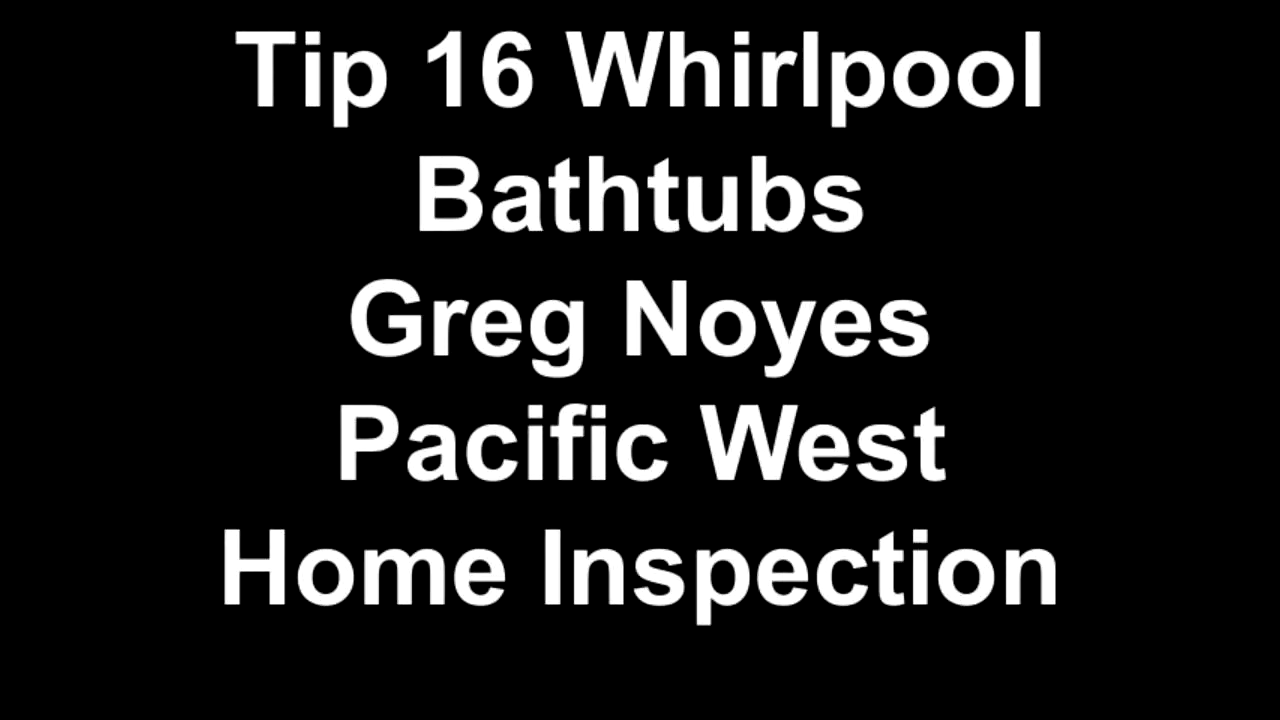 Tip 16 Whirlpool
Bathtubs
Greg Noyes
Pacific West
Home Inspection